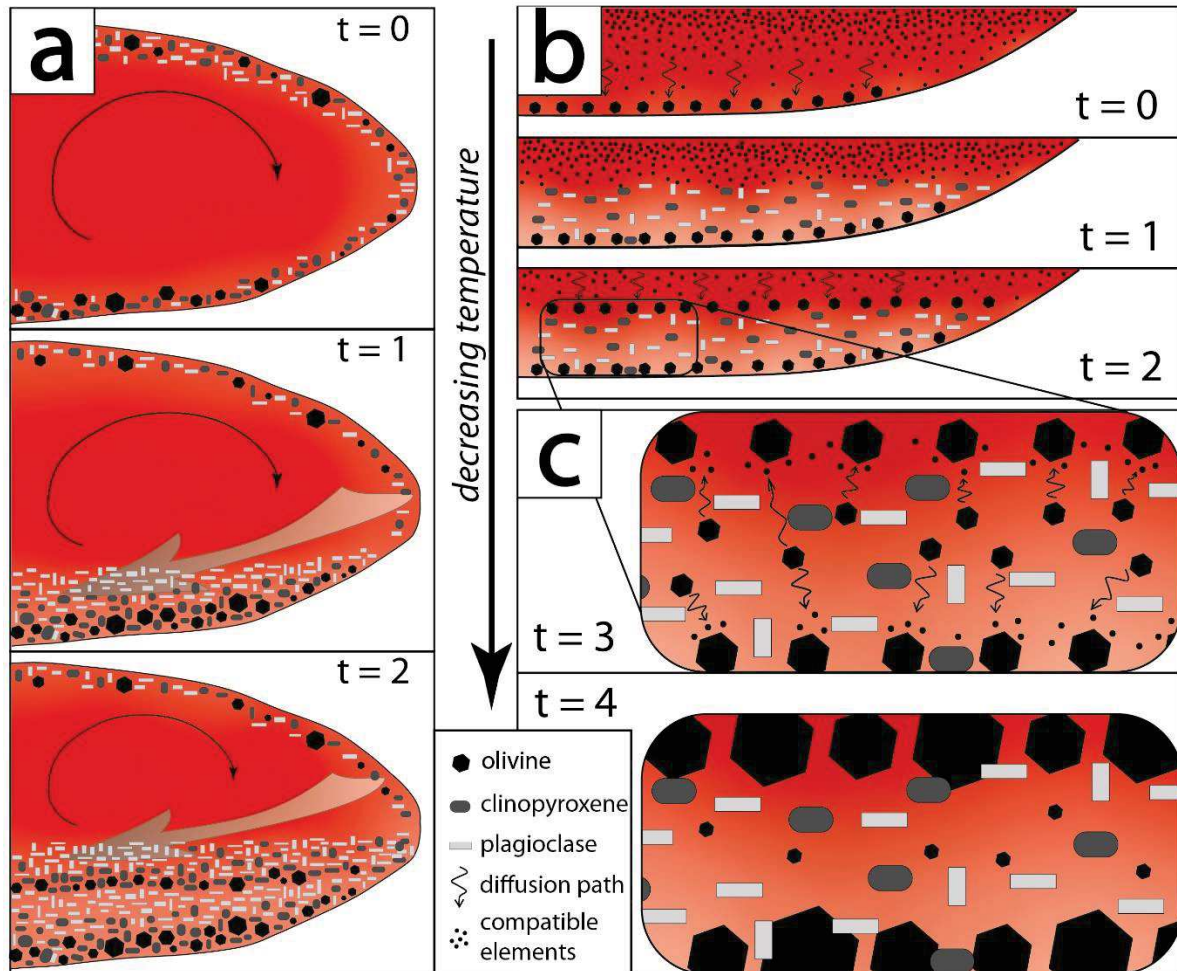 a
t = 0
t = 1
t = 2
decreasing temperature
b
t = 0
t = 1
t = 2
c
t = 3
t = 4
olivine
clinopyroxene
plagioclase
diffusion path
compatible
elements